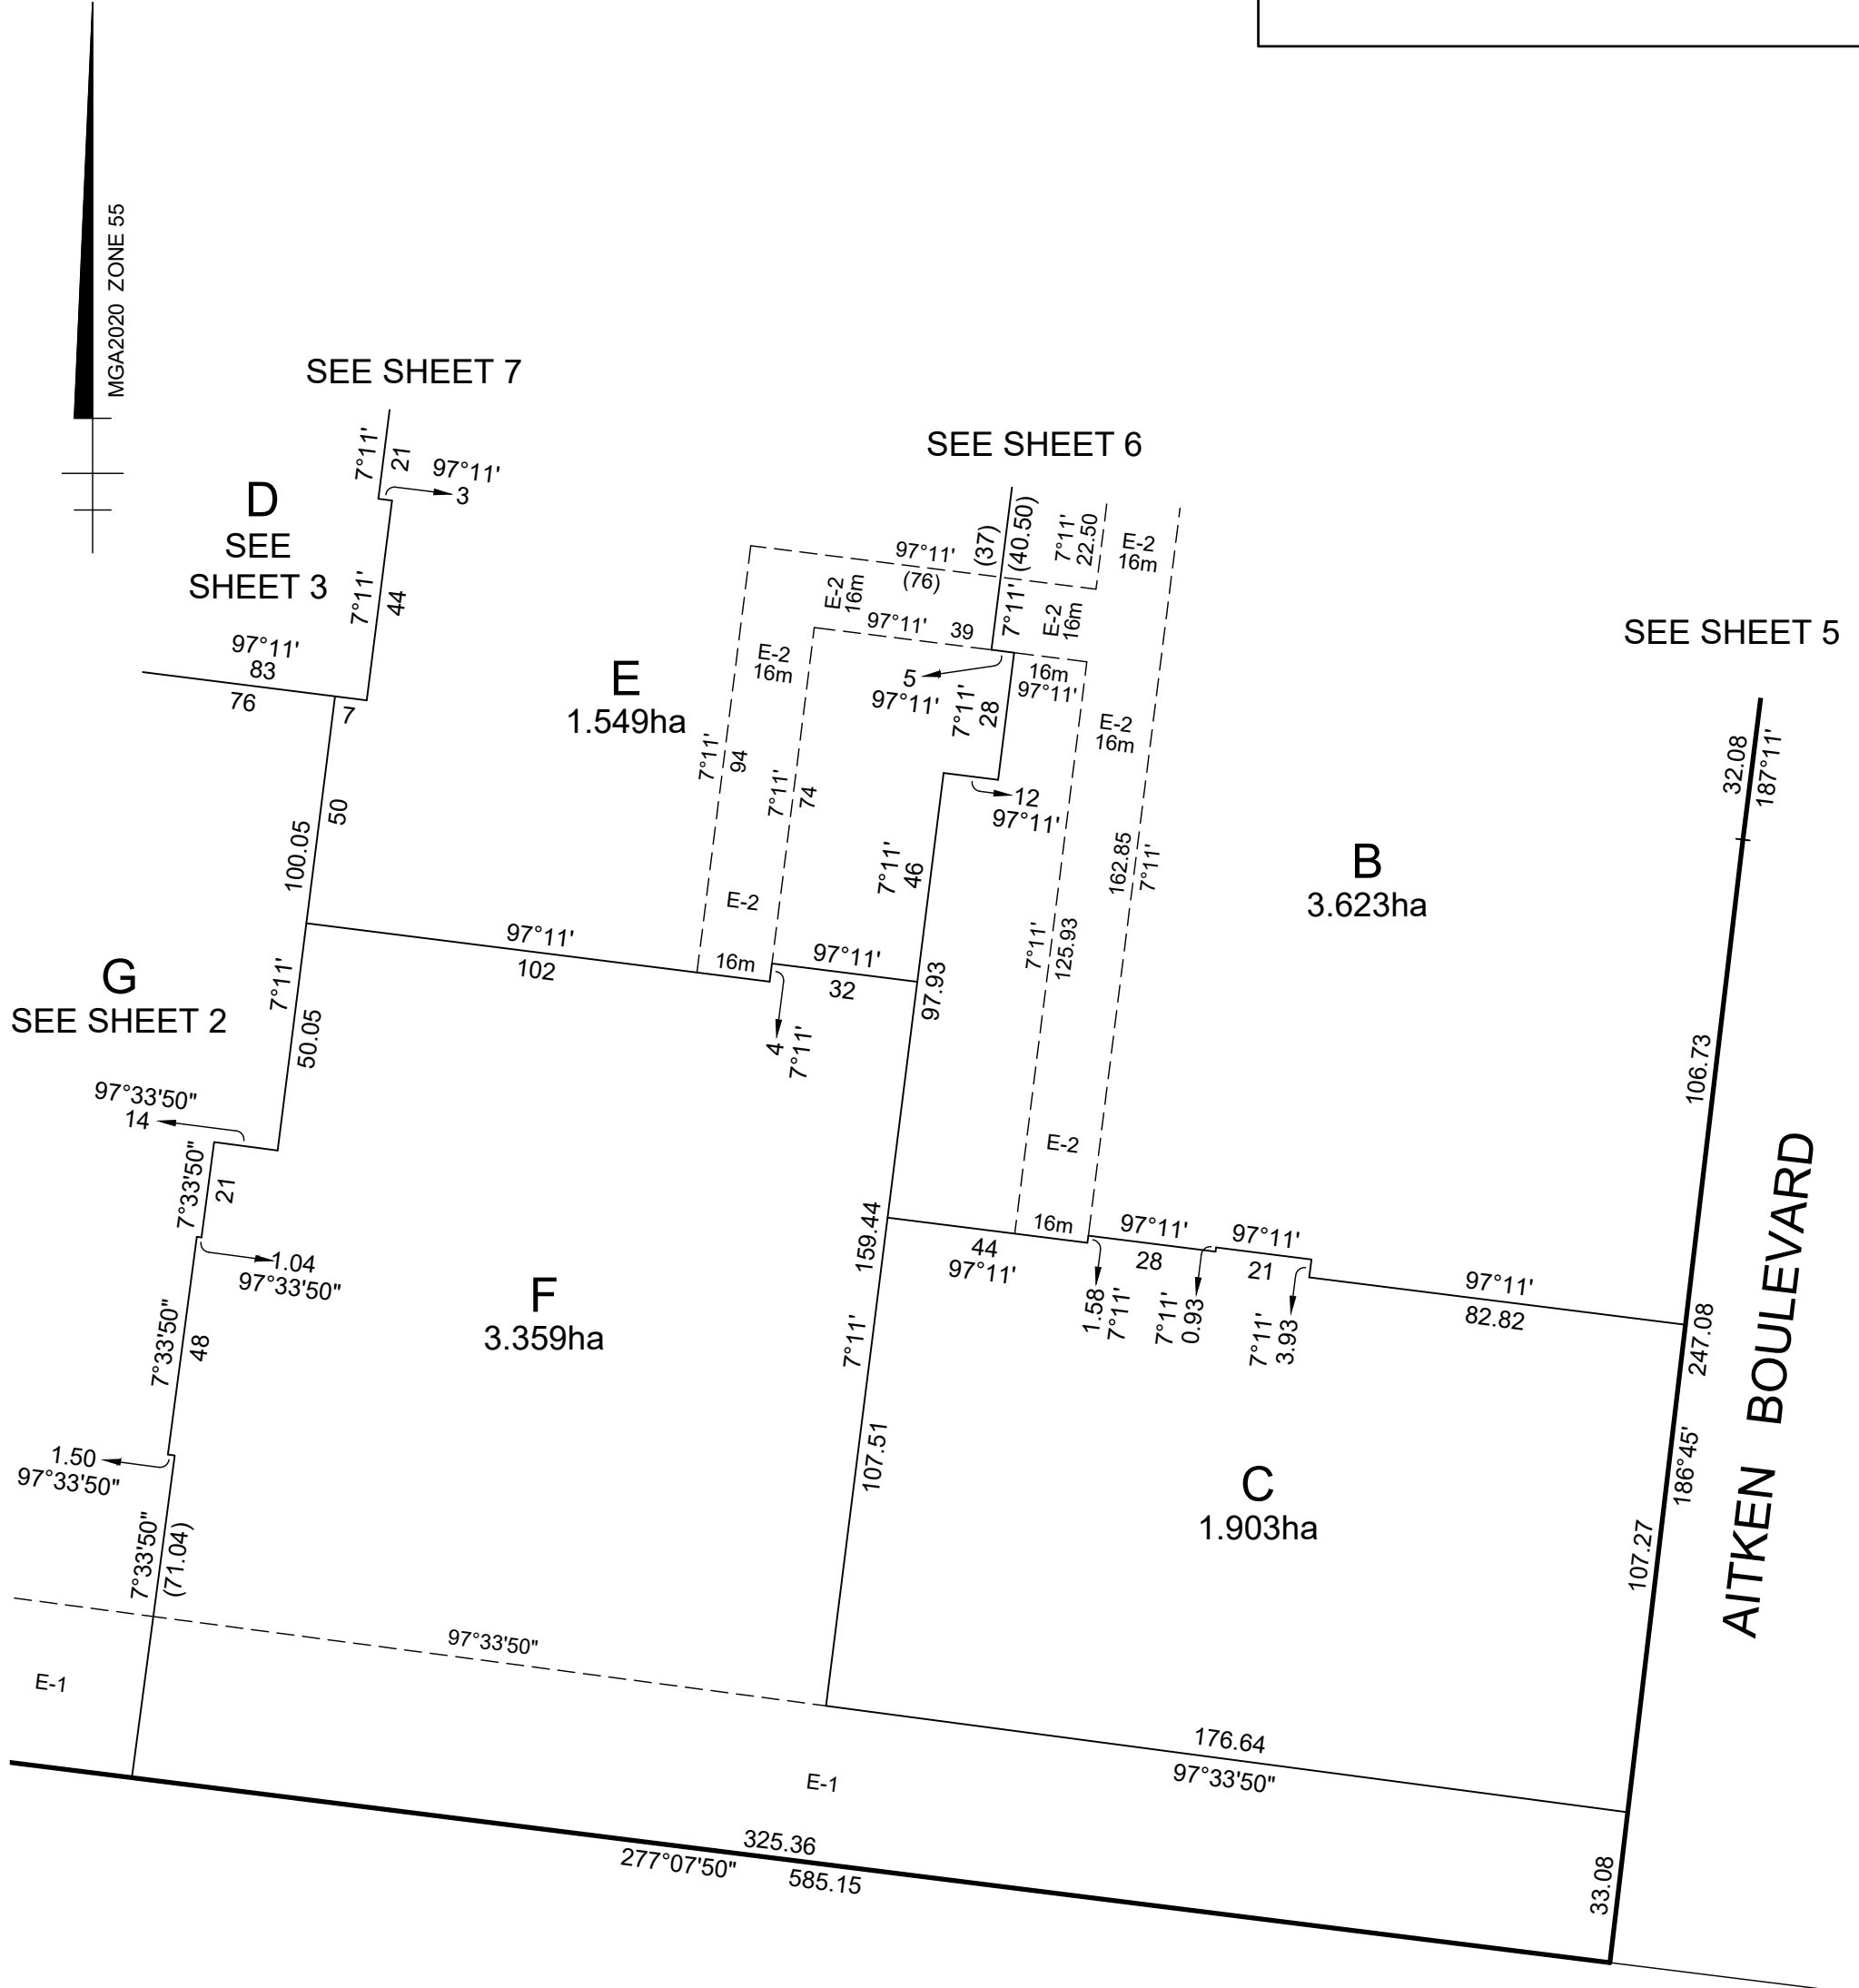 MGA2020 ZONE 55
SEE SHEET 7
7°11'
21
97°11'
3
D
SEE
SHEET 3
7°11'
44
97°11'
83
76
7
SEE SHEET 6
(37)
7°11' (40.50)
7°11'
22.50
E-2
16m
97°11'
(76)
E-2
16m
97°11'
39
E-2
16m
E-2
16m
5
97°11'
16m
97°11'
7°11'
28
E
1.549ha
7°11'
94
7°11'
74
12
97°11'
E-2
16m
SEE SHEET 5
32.08
187°11'
B
3.623ha
162.85
7°11'
7°11'
46
100.05
50
E-2
97°11'
102
16m
97°11'
32
4
7°11'
97.93
7°11'
125.93
G
SEE SHEET 2
7°11'
50.05
106.73
97°33'50"
14
7°33'50"
21
E-2
16m
1.04
97°33'50"
F
3.359ha
159.44
7°11'
44
97°11'
97°11'
28
97°11'
21
1.58
7°11'
7°11'
0.93
7°11'
3.93
97°11'
82.82
247.08
186°45'
AITKEN BOULEVARD
7°33'50"
48
1.50
97°33'50"
107.51
C
1.903ha
107.27
7°33'50"
(71.04)
97°33'50"
E-1
176.64
97°33'50"
E-1
325.36
277°07'50"
585.15
33.08